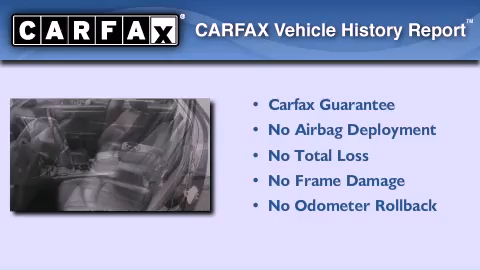 CARFAX® CARFAX Vehicle History Report™
• Carfax Guarantee
• No Airbag Deployment
• No Total Loss
• No Frame Damage
• No Odometer Rollback